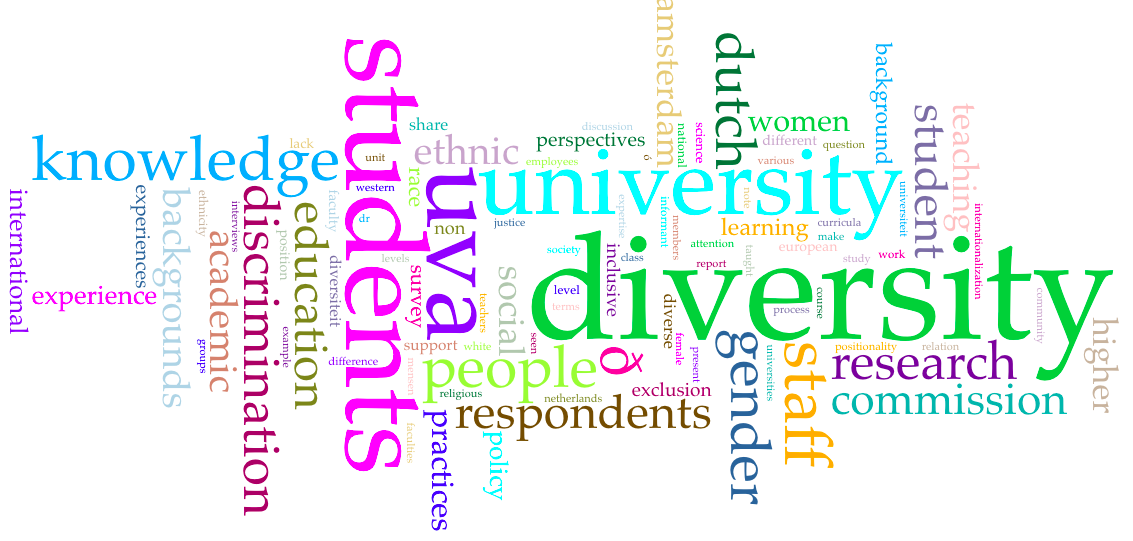 amsterdam
dutch
background
students
share
discussion
science
national
women
student
teaching
lack
unit
ethnic
perspectives
different
question
knowledge
employees
ó
various
race
western
university
universiteit
international
experiences
backgrounds
ethnicity
interviews
discrimination
education
faculty
uva
justice
expertise
informant
note
internationalization
dr
non
members
learning
curricula
academic
position
attention
make
european
society
inclusive
class
taught
work
diversiteit
levels
survey
social
report
study
diversity
experience
level
terms
teachers
diverse
process
course
community
example
groups
difference
support
white
seen
female
present
gender
universities
staff
positionality
relation
higher
mensen
people
ǒ
research
religious
netherlands
exclusion
respondents
commission
practices
faculties
policy